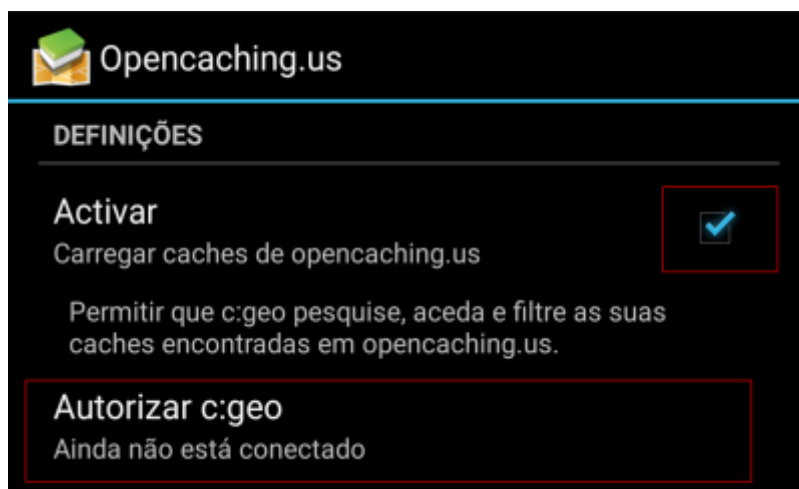 Opencaching.us
DEFINIÇÕES
Activar
Carregar caches de opencaching.us
Permitir que c:geo pesquise, aceda e filtre as suas
caches encontradas em opencaching.us.
Autorizar c:geo
Ainda não está conectado